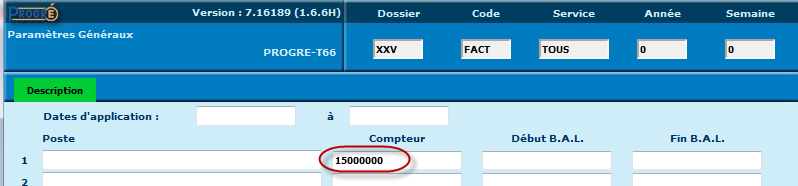 PROGRÉ Version : 7.16189 (1.6.6H) Dossier Code Service Année Semaine
Paramètres Généraux
PROGRE-T66 XXV FACT TOUS 0 0
Description
Dates d'application : à
Poste Compteur Début B.A.L. Fin B.A.L.
1 15000000
2